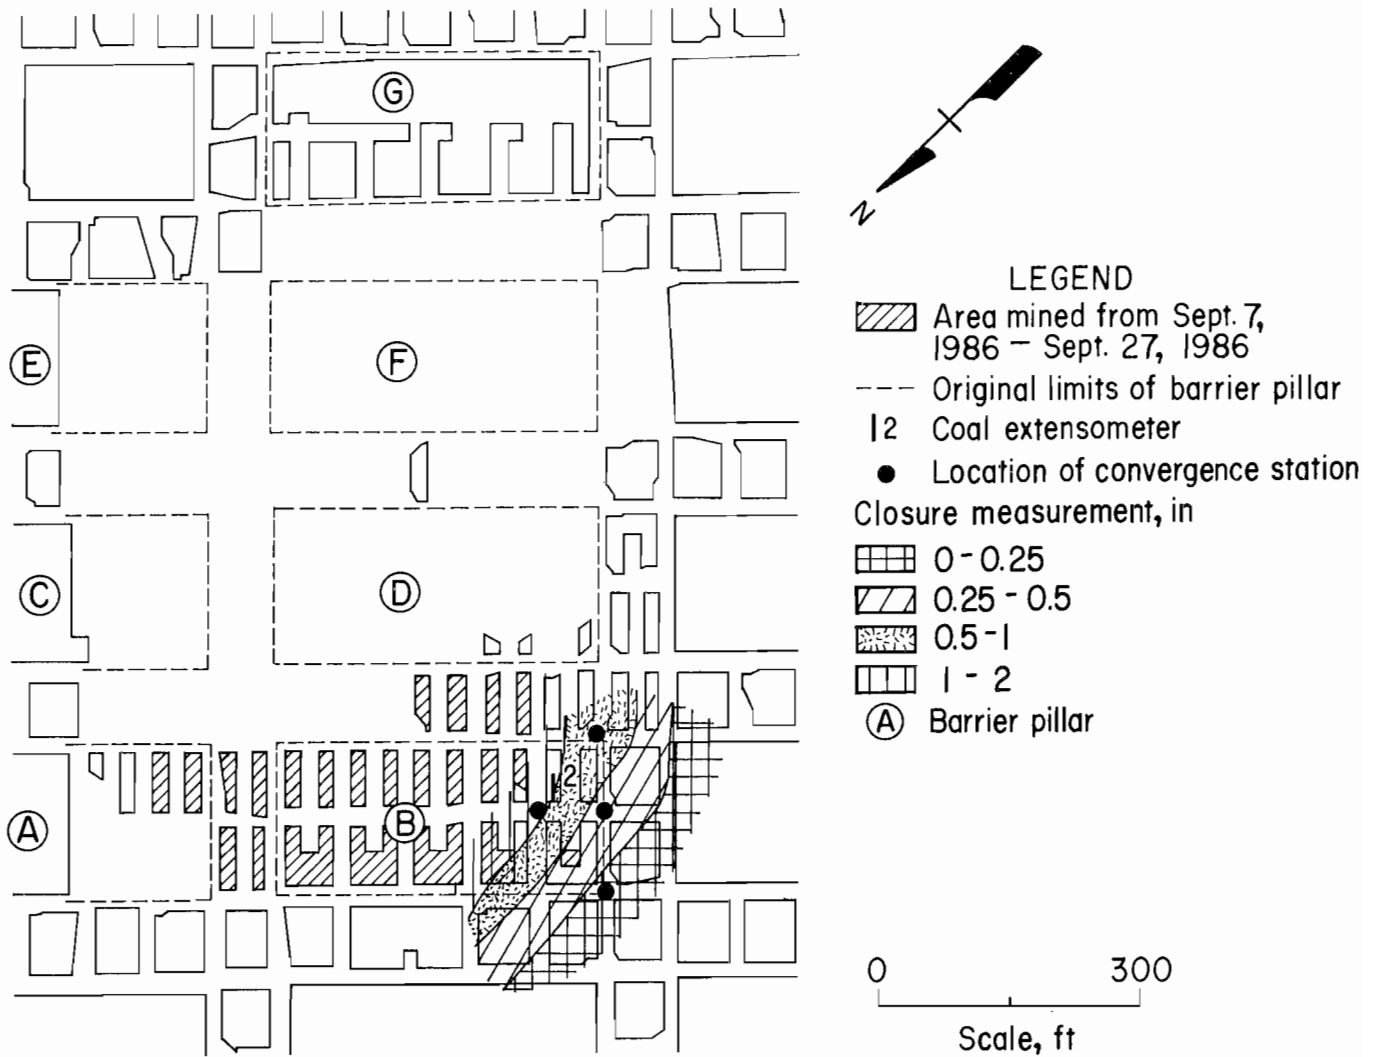 G
N
E
F
C
D
A
B
2
LEGEND
Area mined from Sept. 7,
1986 – Sept. 27, 1986
Original limits of barrier pillar
12 Coal extensometer
Location of convergence station
Closure measurement, in
0 - 0.25
0.25 - 0.5
0.5 - 1
1 - 2
A Barrier pillar
0 300
Scale, ft